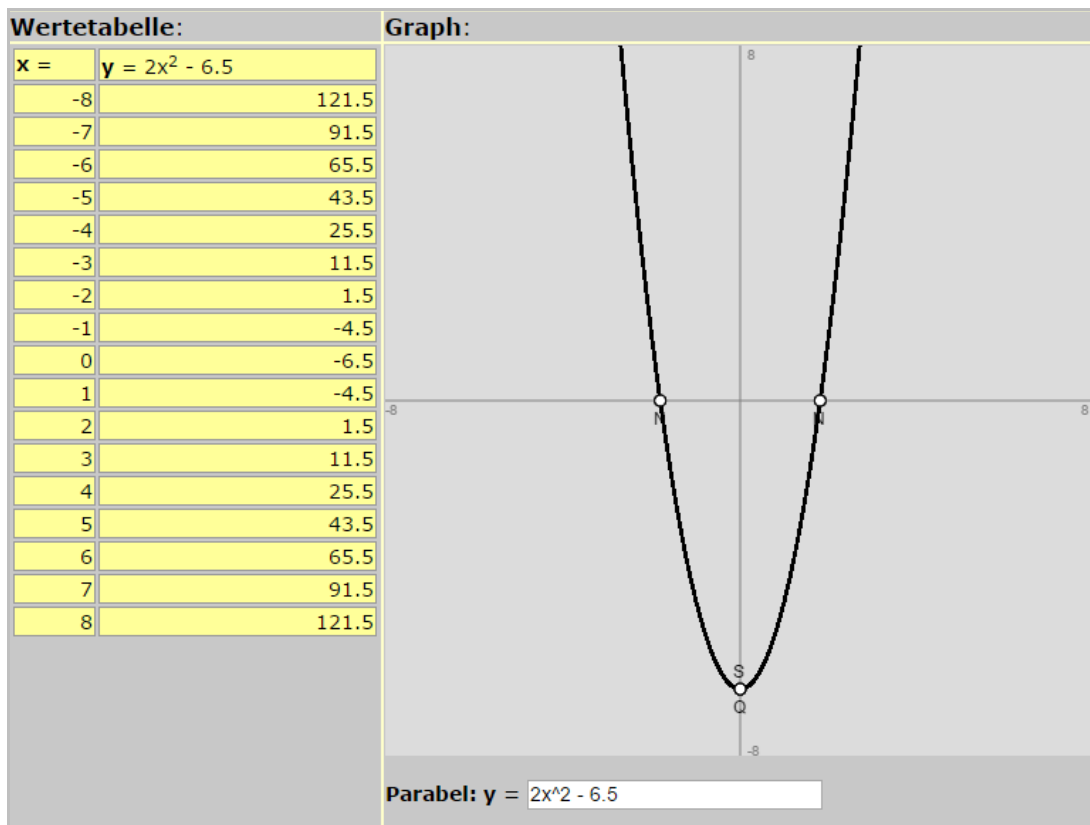 Wertetabelle:
x = y = 2x² - 6.5
-8 121.5
-7 91.5
-6 65.5
-5 43.5
-4 25.5
-3 11.5
-2 1.5
-1 -4.5
0 -6.5
1 -4.5
2 1.5
3 11.5
4 25.5
5 43.5
6 65.5
7 91.5
8 121.5
Graph:
8
-8 8
N N
S
Q
-8
Parabel: y = 2x^2 - 6.5